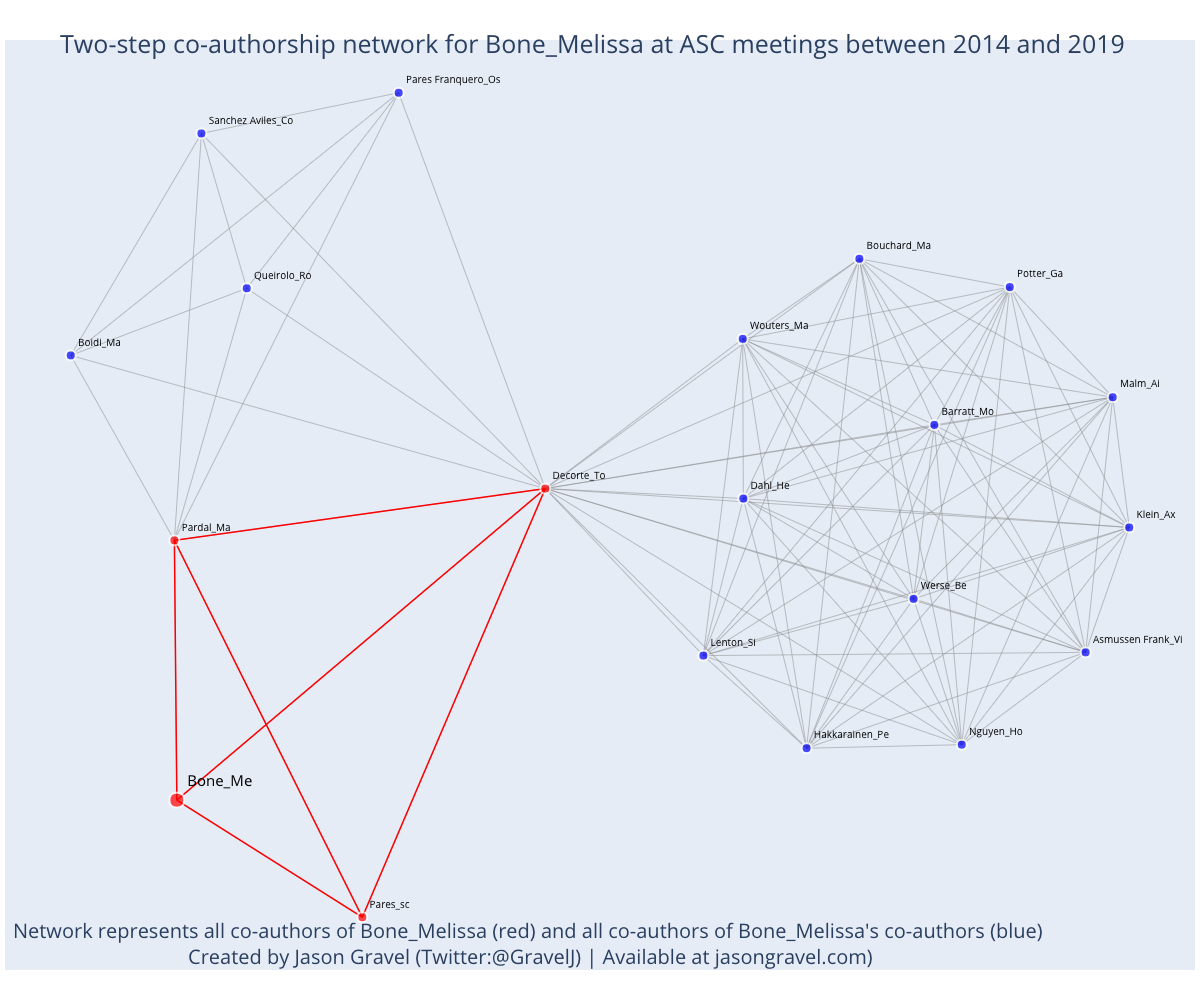 Two-step co-authorship network for Bone_Melissa at ASC meetings between 2014 and 2019
Pares Franquero_Os
Sanchez Aviles_Co
Bouchard_Ma
Potter_Ga
Queirolo_Ro
Wouters_Ma
Boidi_Ma
Malm_Ai
Barratt_Mo
Decorte_To
Dahl_He
Klein_Ax
Pardal_Ma
Werse_Be
Asmussen Frank_Vi
Lenton_Si
Hakkarainen_Pe
Nguyen_Ho
Bone_Me
Pares_sc
Network represents all co-authors of Bone_Melissa (red) and all co-authors of Bone_Melissa's co-authors (blue)
Created by Jason Gravel (Twitter:@GravelJ) | Available at jasongravel.com)